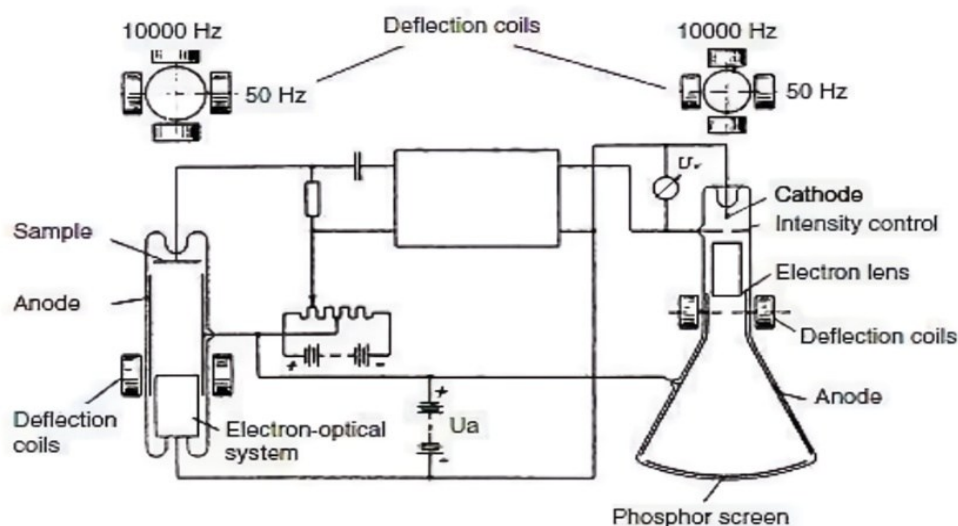 10000 Hz
Deflection coils
10000 Hz
50 Hz
50 Hz
Cathode
Intensity control
Sample
Electron lens
Anode
Deflection coils
+
-
+
Anode
Deflection
coils
Electron-optical
system
Ua
-
Phosphor screen